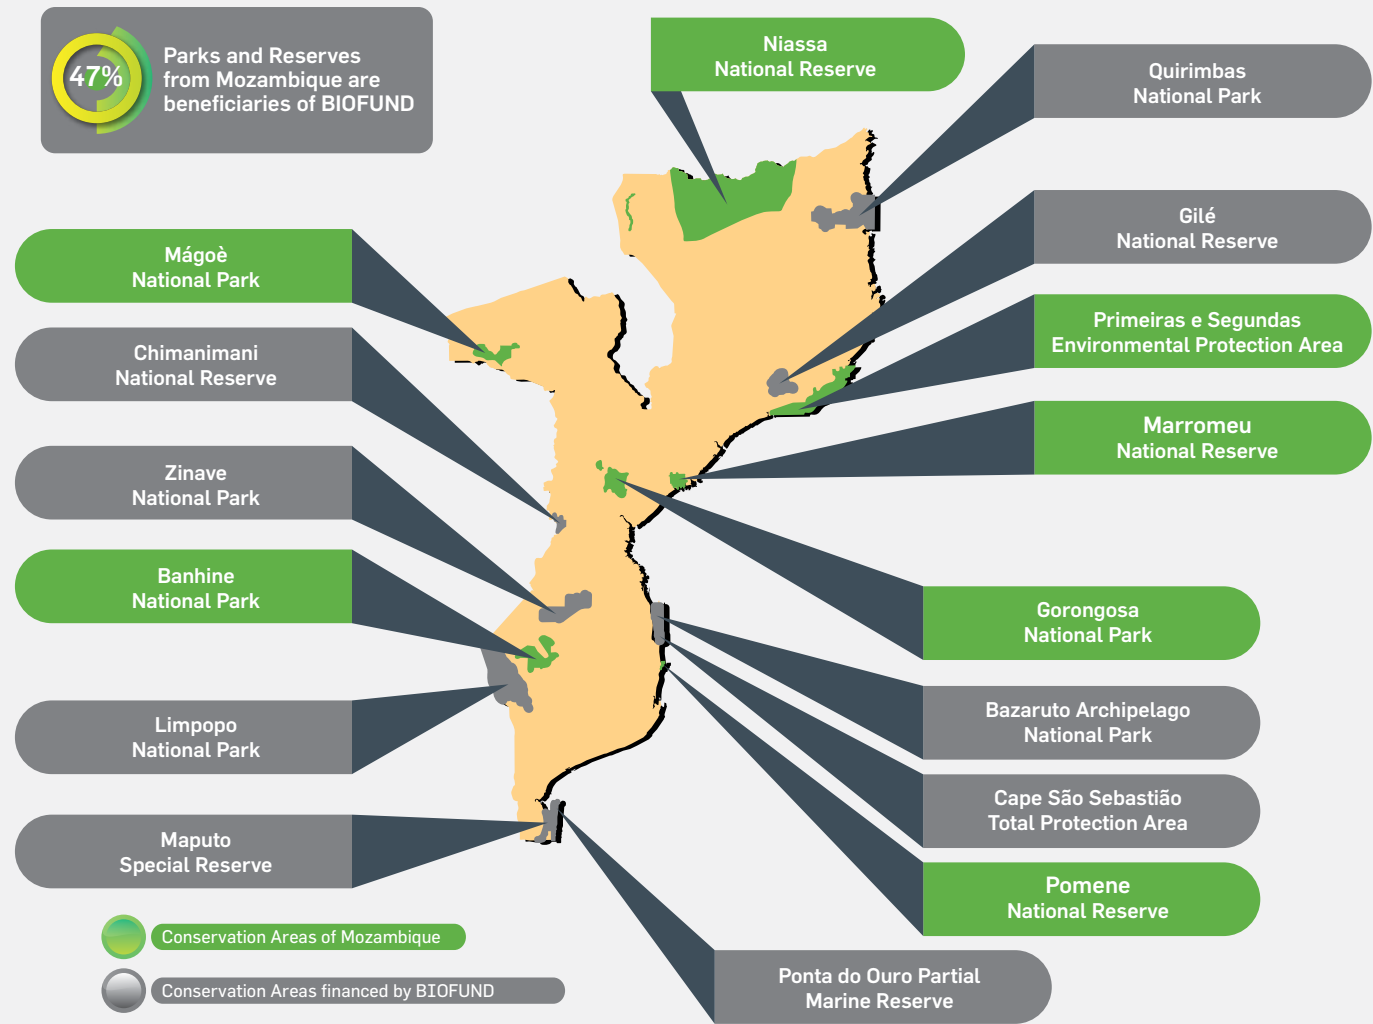 47%
Parks and Reserves
from Mozambique are
beneficiaries of BIOFUND
Niassa
National Reserve
Quirimbas
National Park
Gilé
National Reserve
Primeiras e Segundas
Environmental Protection Area
Marromeu
National Reserve
Mágoè
National Park
Chimanimani
National Reserve
Zinave
National Park
Banhine
National Park
Limpopo
National Park
Maputo
Special Reserve
Gorongosa
National Park
Bazaruto Archipelago
National Park
Cape São Sebastião
Total Protection Area
Pomene
National Reserve
Ponta do Ouro Partial
Marine Reserve
Conservation Areas of Mozambique
Conservation Areas financed by BIOFUND